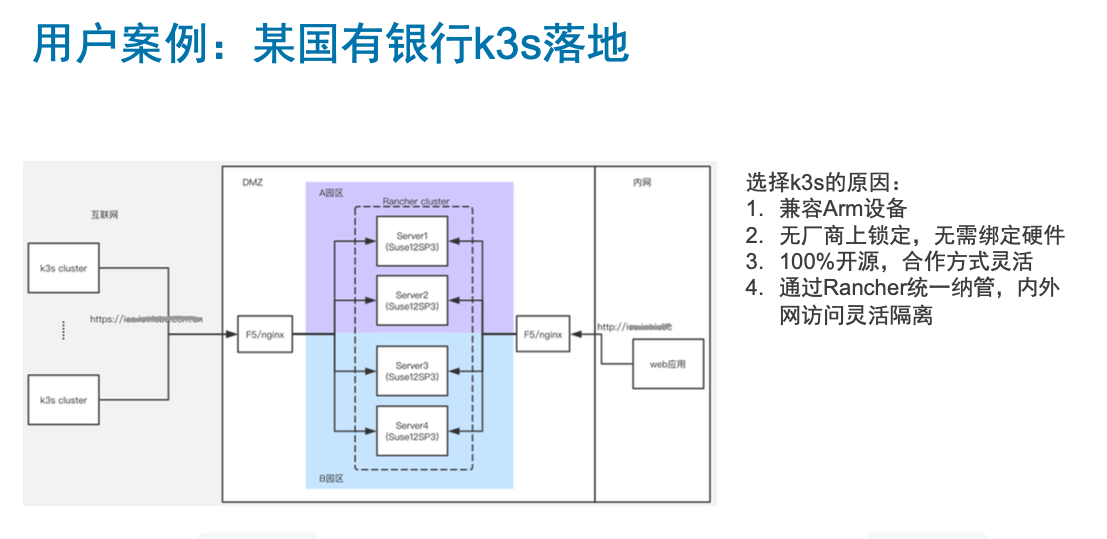 用户案例：某国有银行k3s落地
互联网
k3s cluster
https://
k3s cluster
DMZ
F5/nginx
A园区
Rancher cluster
Server1
(Suse12SP3)
Server2
(Suse12SP3)
Server3
(Suse12SP3)
Server4
(Suse12SP3)
B园区
F5/nginx
内网
http://
web应用
选择k3s的原因：
1. 兼容Arm设备
2. 无厂商上锁定，无需绑定硬件
3. 100%开源，合作方式灵活
4. 通过Rancher统一纳管，内外
网访问灵活隔离